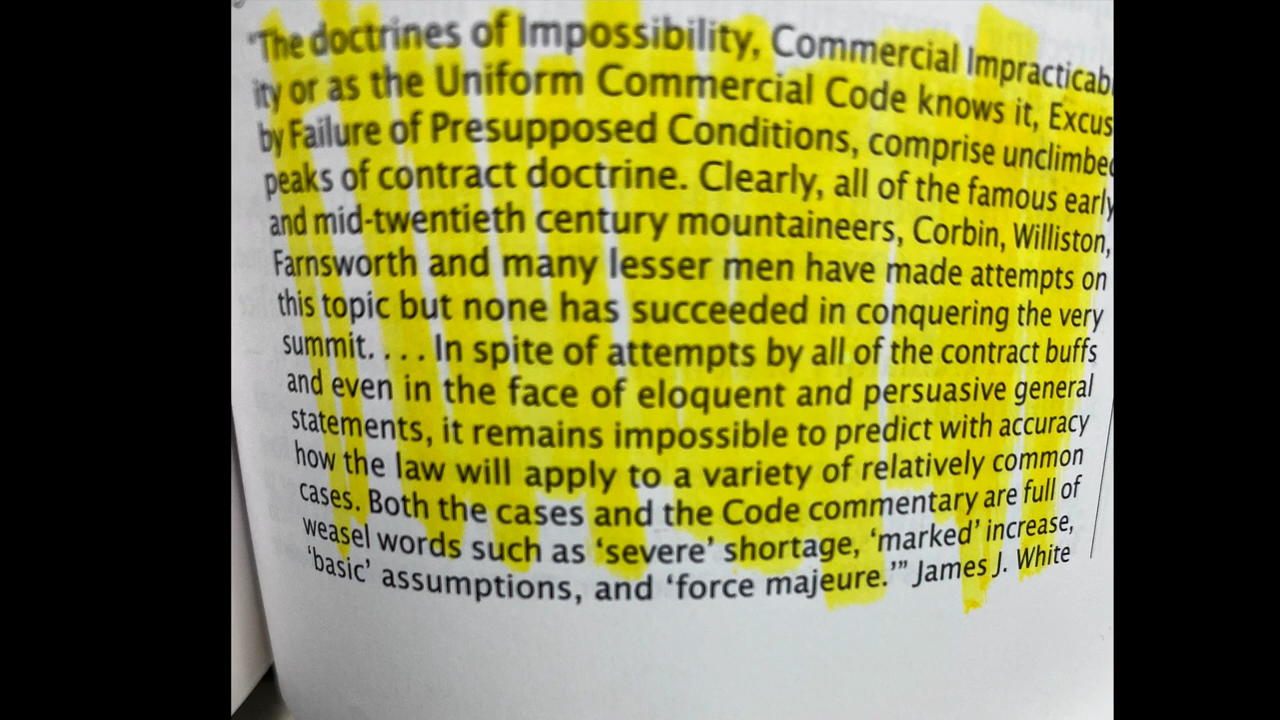 "The doctrines of Impossibility, Commercial Impracticab
ity or as the Uniform Commercial Code knows it, Excus
by Failure of Presupposed Conditions, comprise unclimbed
peaks of contract doctrine. Clearly, all of the famous early
and mid-twentieth century mountaineers, Corbin, Williston,
Farnsworth and many lesser men have made attempts on
this topic but none has succeeded in conquering the very
summit. . . . In spite of attempts by all of the contract buffs
and even in the face of eloquent and persuasive general
statements, it remains impossible to predict with accuracy
how the law will apply to a variety of relatively common
cases. Both the cases and the Code commentary are full of
weasel words such as ‘severe’ shortage, ‘marked’ increase,
‘basic’ assumptions, and ‘force majeure.’” James J. White